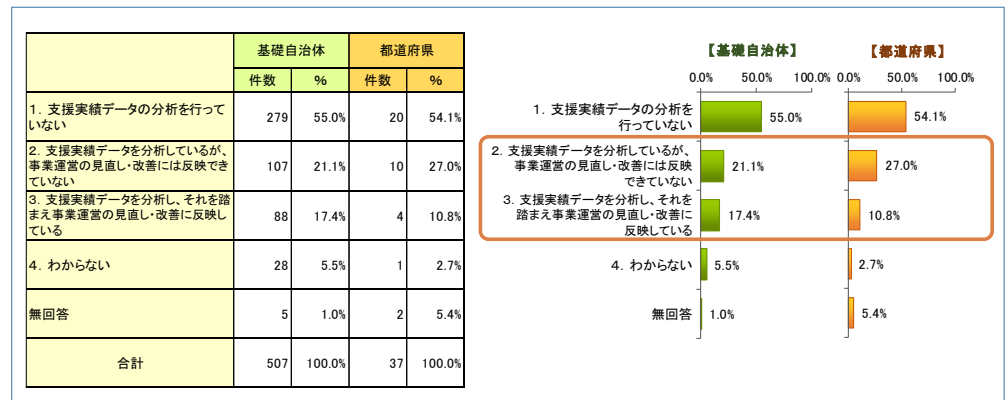 基礎自治体 都道府県
件数 % 件数 %
1. 支援実績データの分析を行って
いない
279 55.0% 20 54.1%
2. 支援実績データを分析しているが、
事業運営の見直し・改善には反映でき
ていない
107 21.1% 10 27.0%
3. 支援実績データを分析し、それを踏
まえ事業運営の見直し・改善に反映し
ている
88 17.4% 4 10.8%
4. わからない 28 5.5% 1 2.7%
無回答 5 1.0% 2 5.4%
合計 507 100.0% 37 100.0%
【基礎自治体】 【都道府県】
0.0% 50.0% 100.0% 0.0% 50.0% 100.0%
1. 支援実績データの分析を
行っていない
55.0% 54.1%
2. 支援実績データを分析しているが、
事業運営の見直し・改善には反映
できていない
21.1% 27.0%
3. 支援実績データを分析し、それを
踏まえ事業運営の見直し・改善に
反映している
17.4% 10.8%
4. わからない 5.5% 2.7%
無回答 1.0% 5.4%